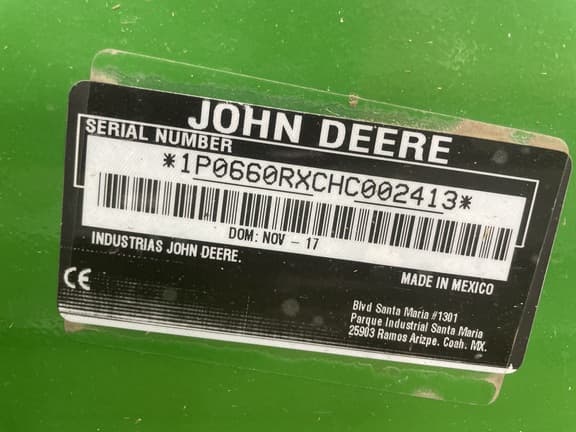 JOHN DEERE
SERIAL NUMBER
*1P0660RXCHC002413*
DOM: NOV - 17
INDUSTRIAS JOHN DEERE.
MADE IN MEXICO
CE
Blvd Santa Maria #1301
Parque Industrial Santa Maria
25903 Ramos Arizpe. Coah. MX.